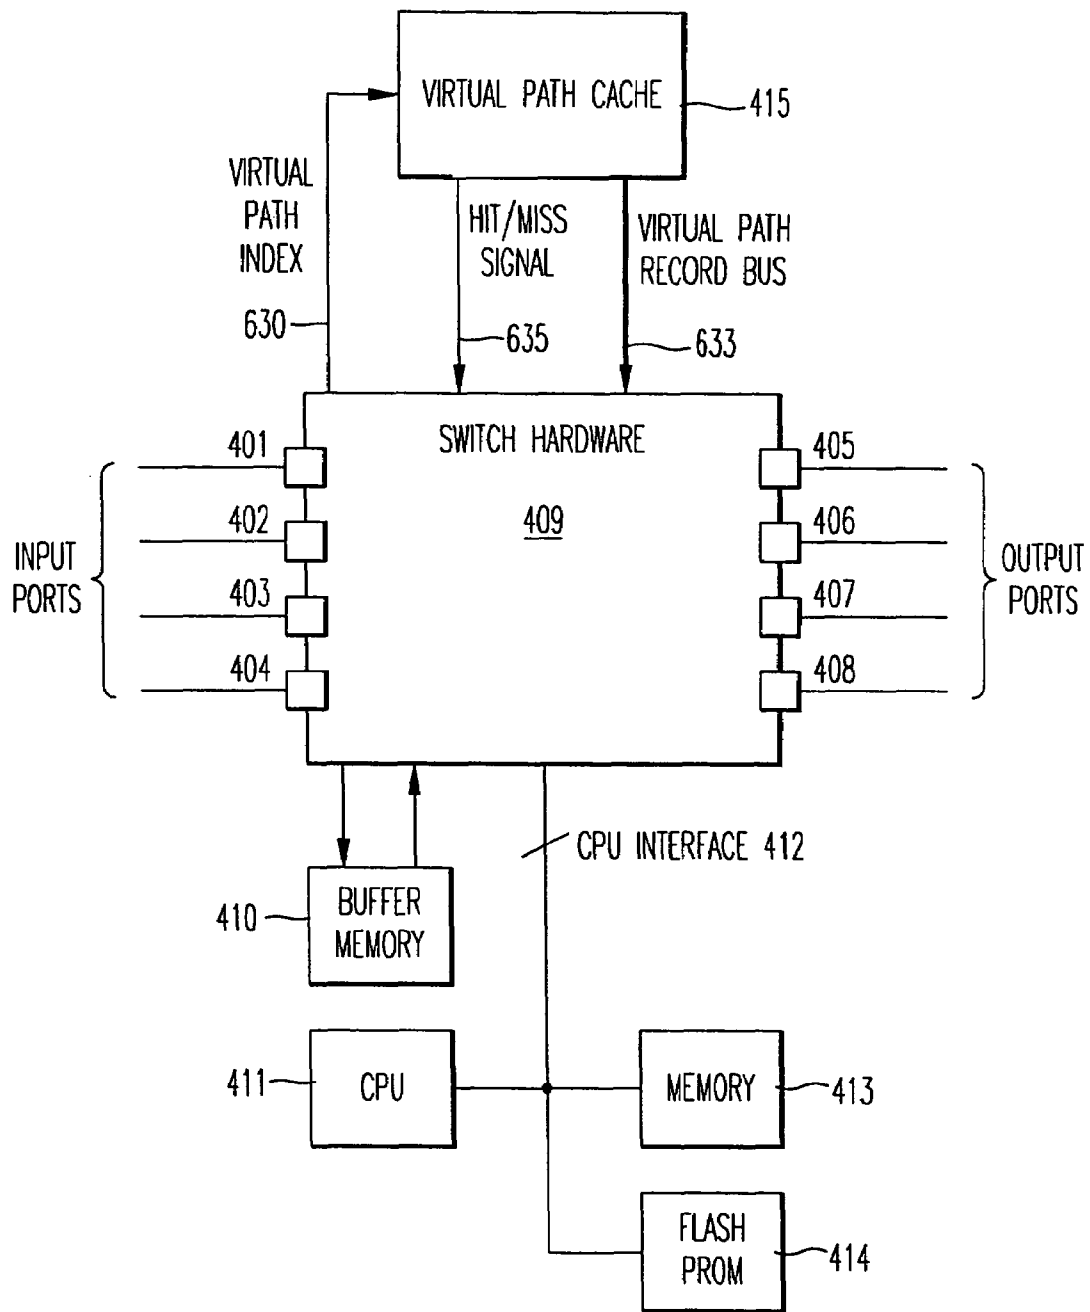 VIRTUAL PATH CACHE
415
VIRTUAL
PATH
INDEX
HIT/MISS
SIGNAL
VIRTUAL PATH
RECORD BUS
630
635
633
SWITCH HARDWARE
409
401
402
403
404
INPUT
PORTS
405
406
407
408
OUTPUT
PORTS
CPU INTERFACE 412
410
BUFFER
MEMORY
411
CPU
MEMORY
413
FLASH
PROM
414